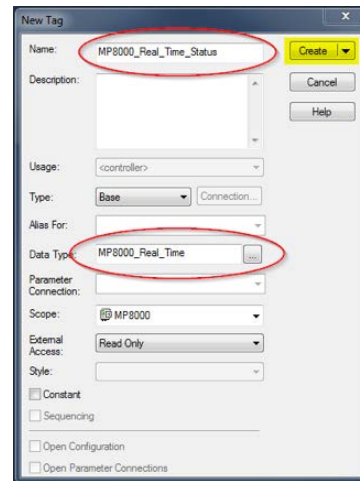 New Tag
Name: MP8000_Real_Time_Status Create
Description: Cancel
Help
Usage: <controller>
Type: Base Connection...
Alias For:
Data Type: MP8000_Real_Time ...
Parameter
Connection:
Scope: MP8000
External
Access: Read Only
Style:
Constant
Sequencing
Open Configuration
Open Parameter Connections